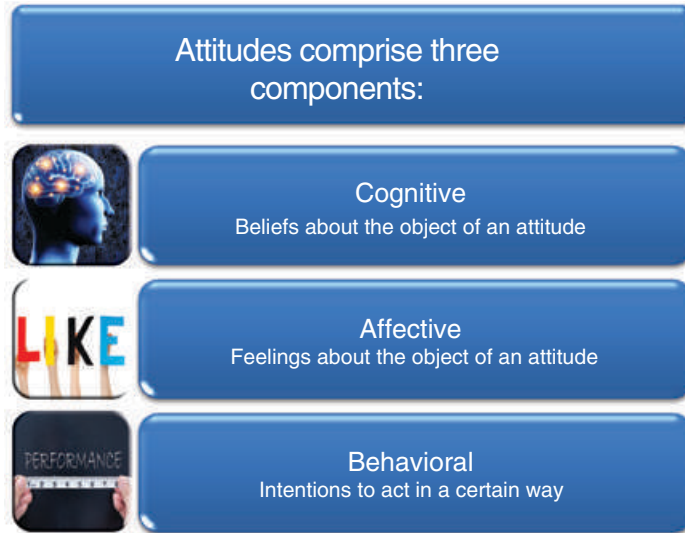 Attitudes comprise three
components:
Cognitive
Beliefs about the object of an attitude
LIKE
Affective
Feelings about the object of an attitude
PERFORMANCE
Behavioral
Intentions to act in a certain way